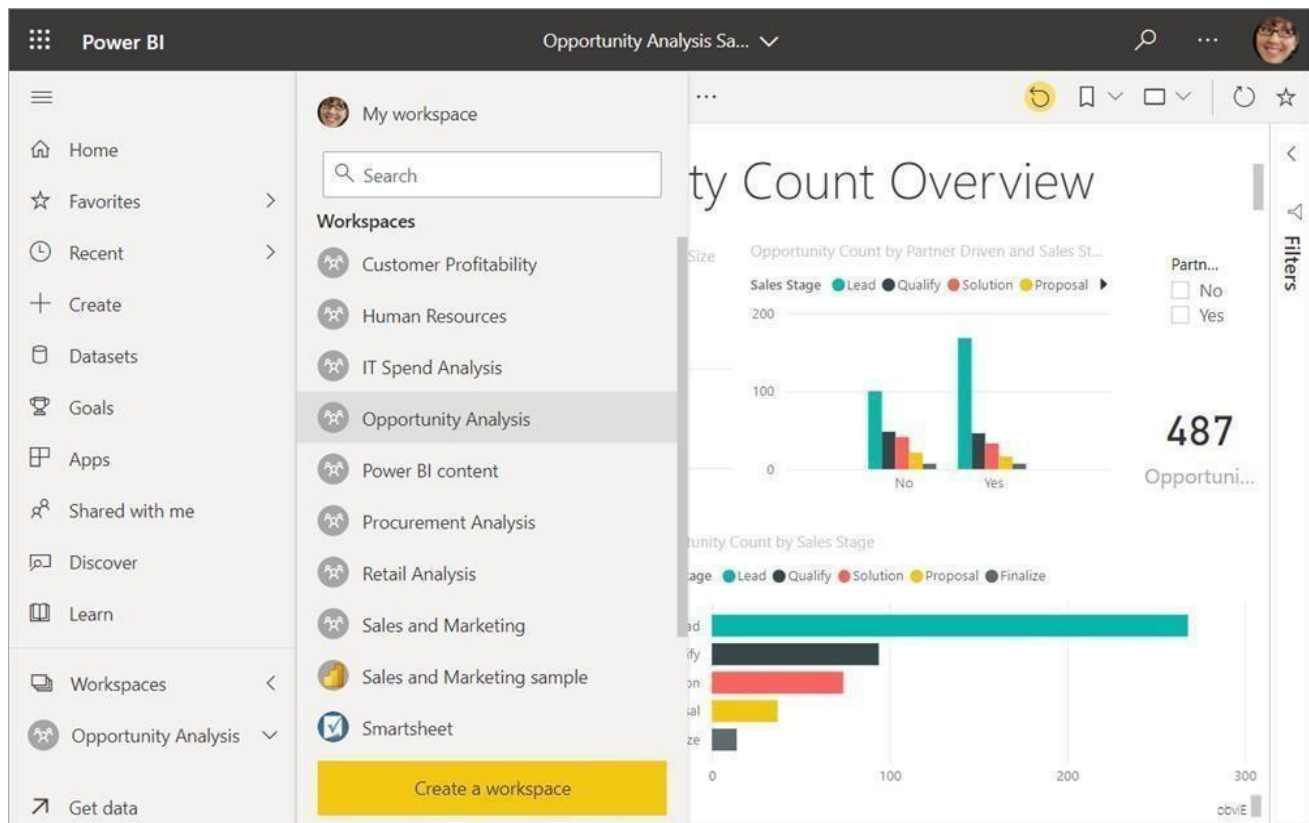 Power BI
Opportunity Analysis Sa...
Home
Favorites
Recent
Create
Datasets
Goals
Apps
Shared with me
Discover
Learn
Workspaces
Opportunity Analysis
Get data
My workspace
Search
Workspaces
Customer Profitability
Human Resources
IT Spend Analysis
Opportunity Analysis
Power BI content
Procurement Analysis
Retail Analysis
Sales and Marketing
Sales and Marketing sample
Smartsheet
Create a workspace
...
ty Count Overview
Size
Opportunity Count by Partner Driven and Sales St...
Sales Stage Lead Qualify Solution Proposal
200
100
0
No Yes
Partn...
No
Yes
487
Opportuni...
Filters
tunity Count by Sales Stage
age Lead Qualify Solution Proposal Finalize
ad
ify
on
sal
ze
0 100 200 300
obviE